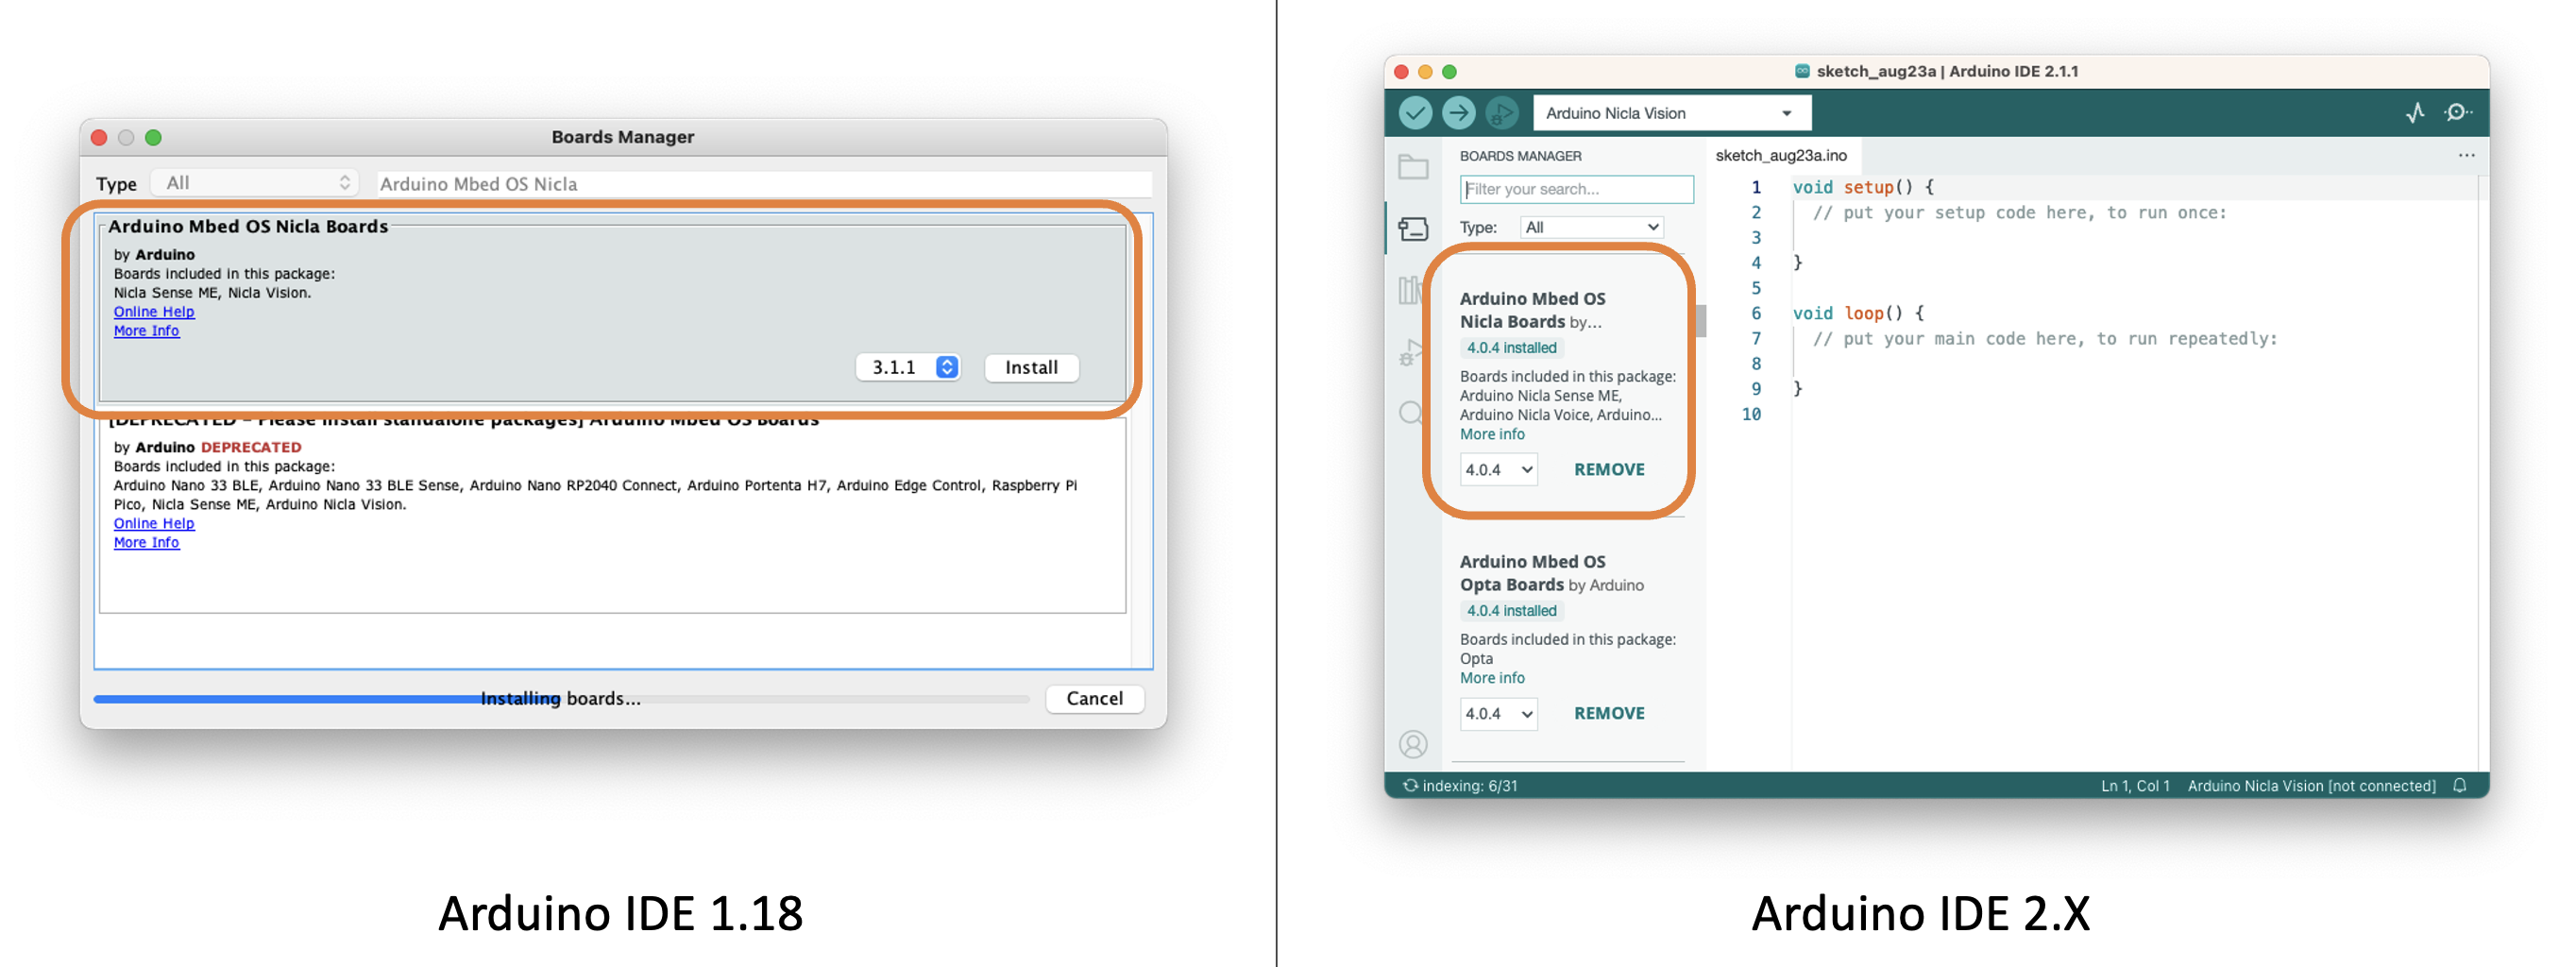 Boards Manager
Type All Arduino Mbed OS Nicla
Arduino Mbed OS Nicla Boards
by Arduino
Boards included in this package:
Nicla Sense ME, Nicla Vision.
Online Help
More Info
3.1.1 Install
[DEPRECATED - Please install standalone packages] Arduino Mbed OS Boards
by Arduino DEPRECATED
Boards included in this package:
Arduino Nano 33 BLE, Arduino Nano 33 BLE Sense, Arduino Nano RP2040 Connect, Arduino Portenta H7, Arduino Edge Control, Raspberry Pi
Pico, Nicla Sense ME, Arduino Nicla Vision.
Online Help
More Info
Installing boards... Cancel
Arduino IDE 1.18
sketch_aug23a | Arduino IDE 2.1.1
Arduino Nicla Vision
BOARDS MANAGER
Filter your search...
Type: All
Arduino Mbed OS
Nicla Boards by...
4.0.4 installed
Boards included in this package:
Arduino Nicla Sense ME,
Arduino Nicla Voice, Arduino...
More info
4.0.4 REMOVE
Arduino Mbed OS
Opta Boards by Arduino
4.0.4 installed
Boards included in this package:
Opta
More info
4.0.4 REMOVE
sketch_aug23a.ino
1 void setup() {
2 // put your setup code here, to run once:
3
4 }
5
6 void loop() {
7 // put your main code here, to run repeatedly:
8
9 }
10
indexing: 6/31 Ln 1, Col 1 Arduino Nicla Vision [not connected]
Arduino IDE 2.X